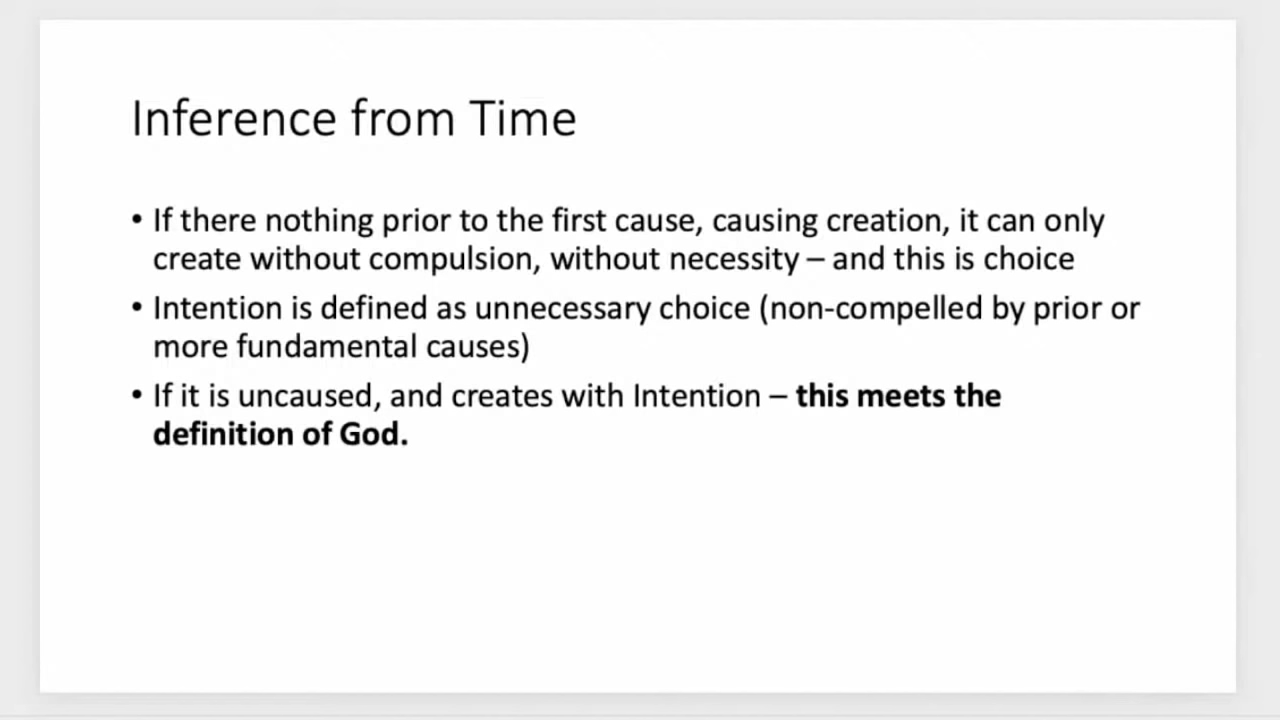 Inference from Time
• If there nothing prior to the first cause, causing creation, it can only
create without compulsion, without necessity – and this is choice
• Intention is defined as unnecessary choice (non-compelled by prior or
more fundamental causes)
• If it is uncaused, and creates with Intention – this meets the
definition of God.